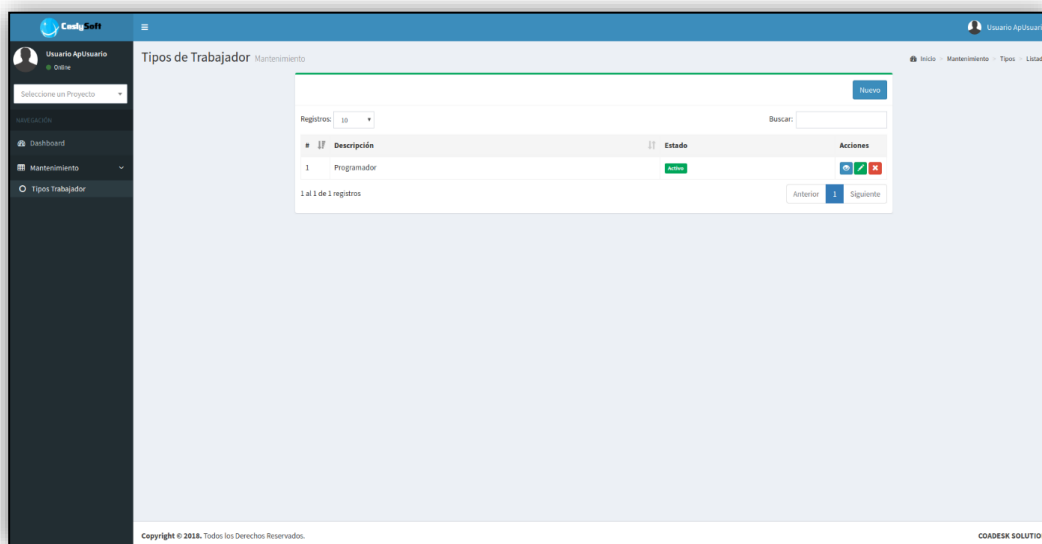 CoslySoft
Usuario ApUsuari
Usuario ApUsuario
Online
Seleccione un Proyecto
NAVEGACIÓN
Dashboard
Mantenimiento
Tipos Trabajador
Tipos de Trabajador Mantenimiento
Inicio > Mantenimiento > Tipos > Listad
Nuevo
Registros: 10
Buscar:
# Descripción Estado Acciones
1 Programador Activo
1 al 1 de 1 registros
Anterior 1 Siguiente
Copyright © 2018. Todos los Derechos Reservados.
COADESK SOLUTIO